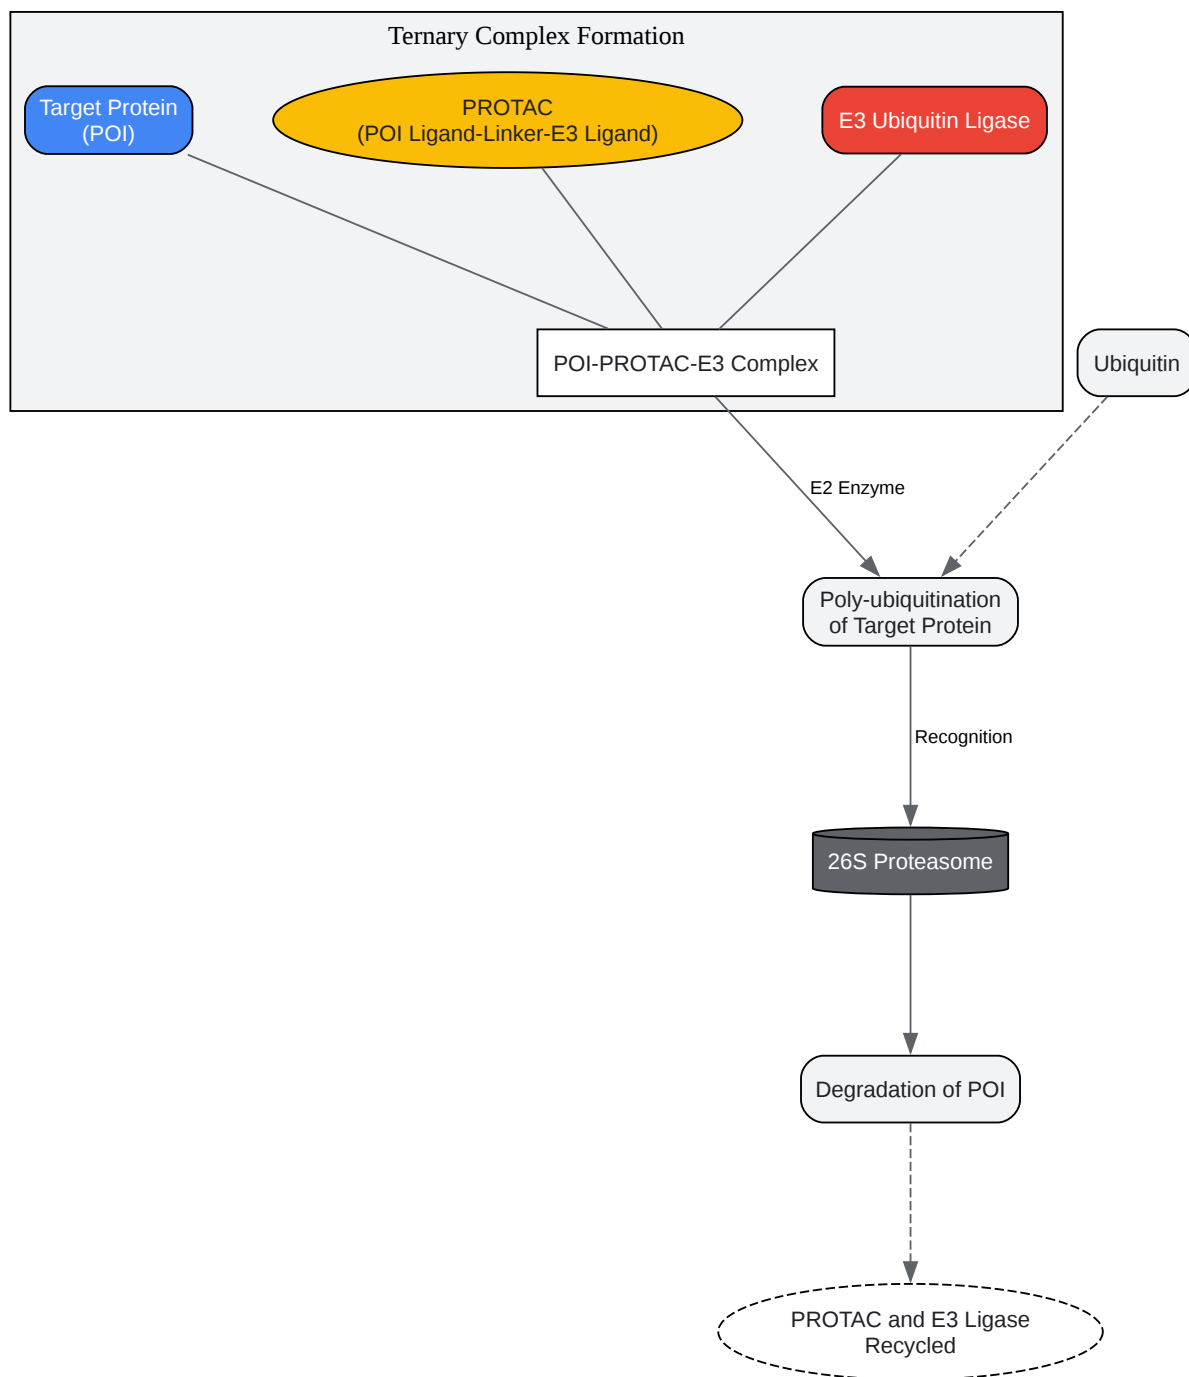 Ternary Complex Formation
Target Protein
(POI)
PROTAC
(POI Ligand-Linker-E3 Ligand)
E3 Ubiquitin Ligase
POI-PROTAC-E3 Complex
Ubiquitin
E2 Enzyme
Poly-ubiquitination
of Target Protein
Recognition
26S Proteasome
Degradation of POI
PROTAC and E3 Ligase
Recycled